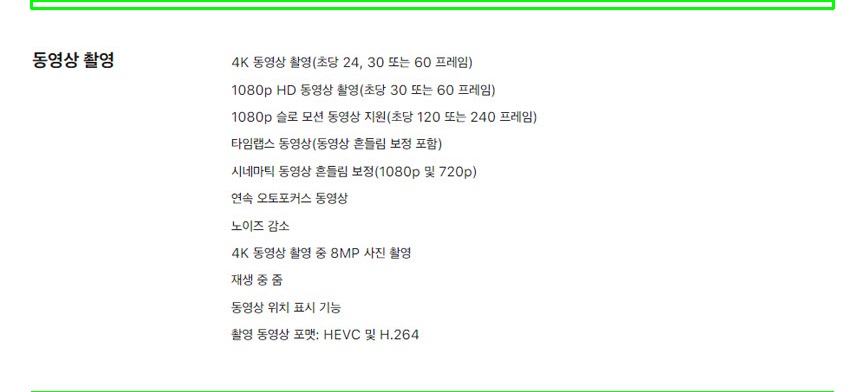 동영상 촬영
4K 동영상 촬영(초당 24, 30 또는 60 프레임)
1080p HD 동영상 촬영(초당 30 또는 60 프레임)
1080p 슬로 모션 동영상 지원(초당 120 또는 240 프레임)
타임랩스 동영상(동영상 흔들림 보정 포함)
시네마틱 동영상 흔들림 보정(1080p 및 720p)
연속 오토포커스 동영상
노이즈 감소
4K 동영상 촬영 중 8MP 사진 촬영
재생 중 줌
동영상 위치 표시 기능
촬영 동영상 포맷: HEVC 및 H.264